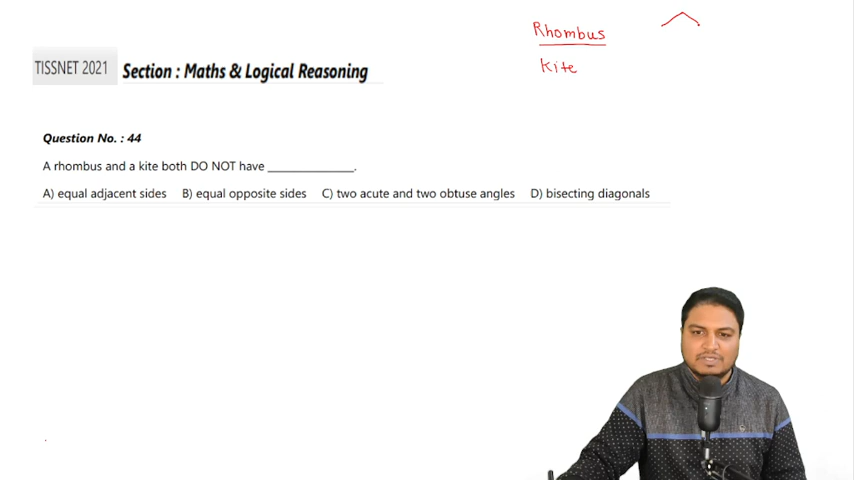 Rhombus
Kite
TISSNET 2021 Section : Maths & Logical Reasoning
Question No. : 44
A rhombus and a kite both DO NOT have _______________.
A) equal adjacent sides B) equal opposite sides C) two acute and two obtuse angles D) bisecting diagonals